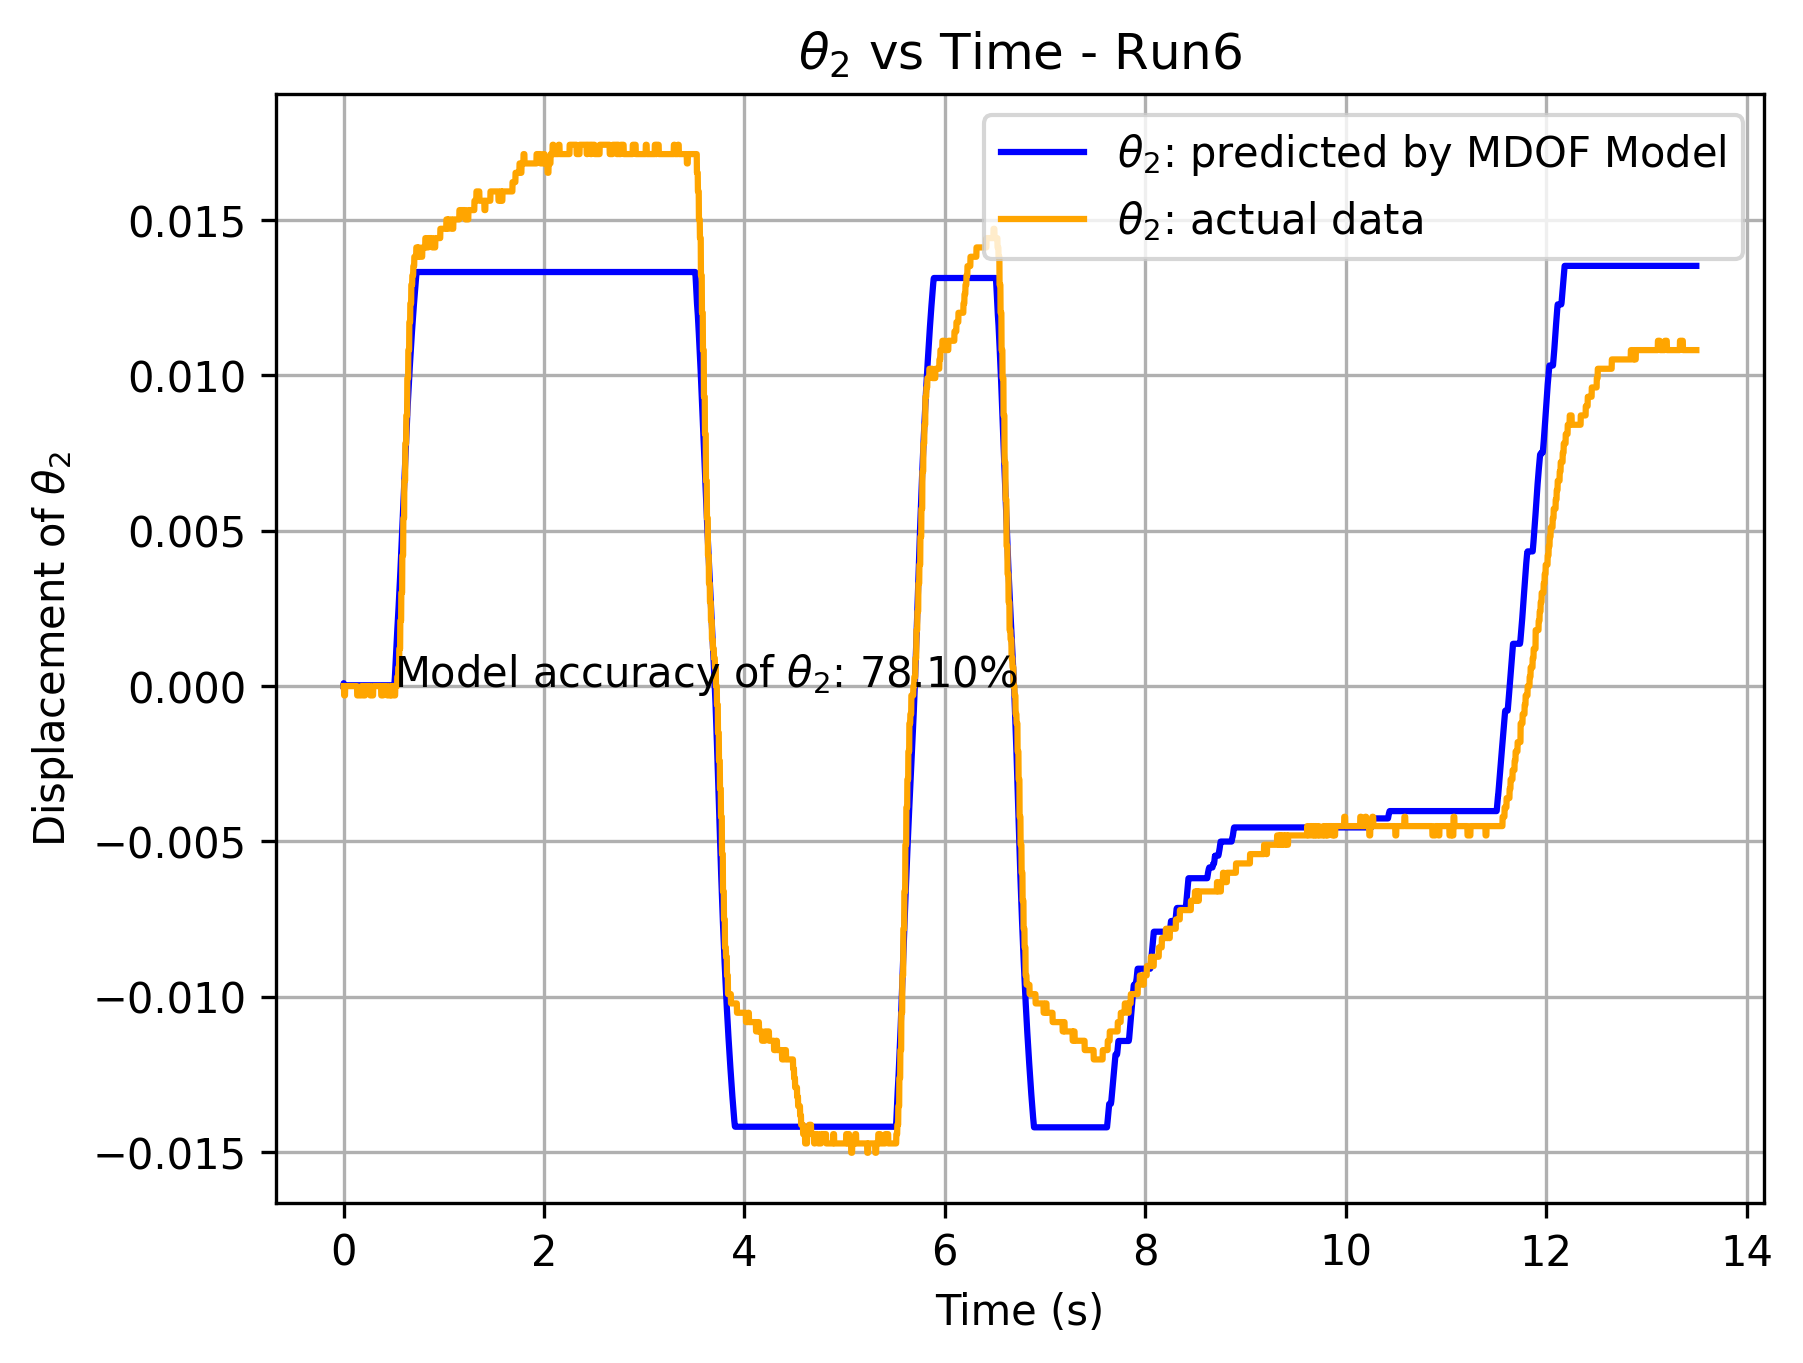 θ₂ vs Time - Run6
θ₂: predicted by MDOF Model
θ₂: actual data
Displacement of θ₂
0.015
0.010
0.005
0.000
−0.005
−0.010
−0.015
Model accuracy of θ₂: 78.10%
0 2 4 6 8 10 12 14
Time (s)